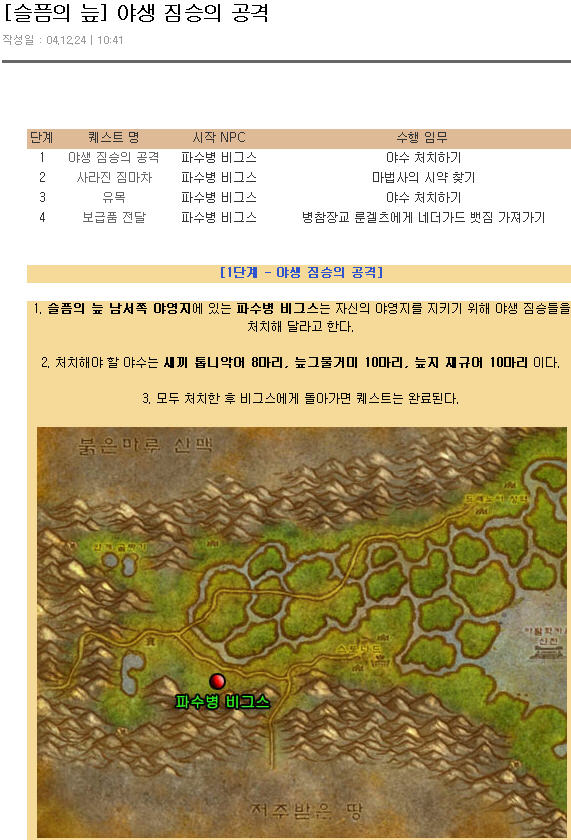 [슬픔의 늪] 야생 짐승의 공격
작성일 : 04.12.24 | 10:41
단계 퀘스트 명 시작 NPC 수행 임무
1 야생 짐승의 공격 파수병 비그스 야수 처치하기
2 사라진 짐마차 파수병 비그스 마법사의 시약 찾기
3 유목 파수병 비그스 야수 처치하기
4 보급품 전달 파수병 비그스 병참장교 룬겔츠에게 네더가드 뱃짐 가져가기
[1단계 - 야생 짐승의 공격]
1. 슬픔의 늪 남서쪽 야영지에 있는 파수병 비그스는 자신의 야영지를 지키기 위해 야생 짐승들을
처치해 달라고 한다.
2. 처치해야 할 야수는 새끼 톱니악어 8마리, 늪그물거미 10마리, 늪지 재규어 10마리 이다.
3. 모두 처치한 후 비그스에게 돌아가면 퀘스트는 완료된다.
붉은마루 산맥
스토나드
파수병 비그스
저주받은 땅